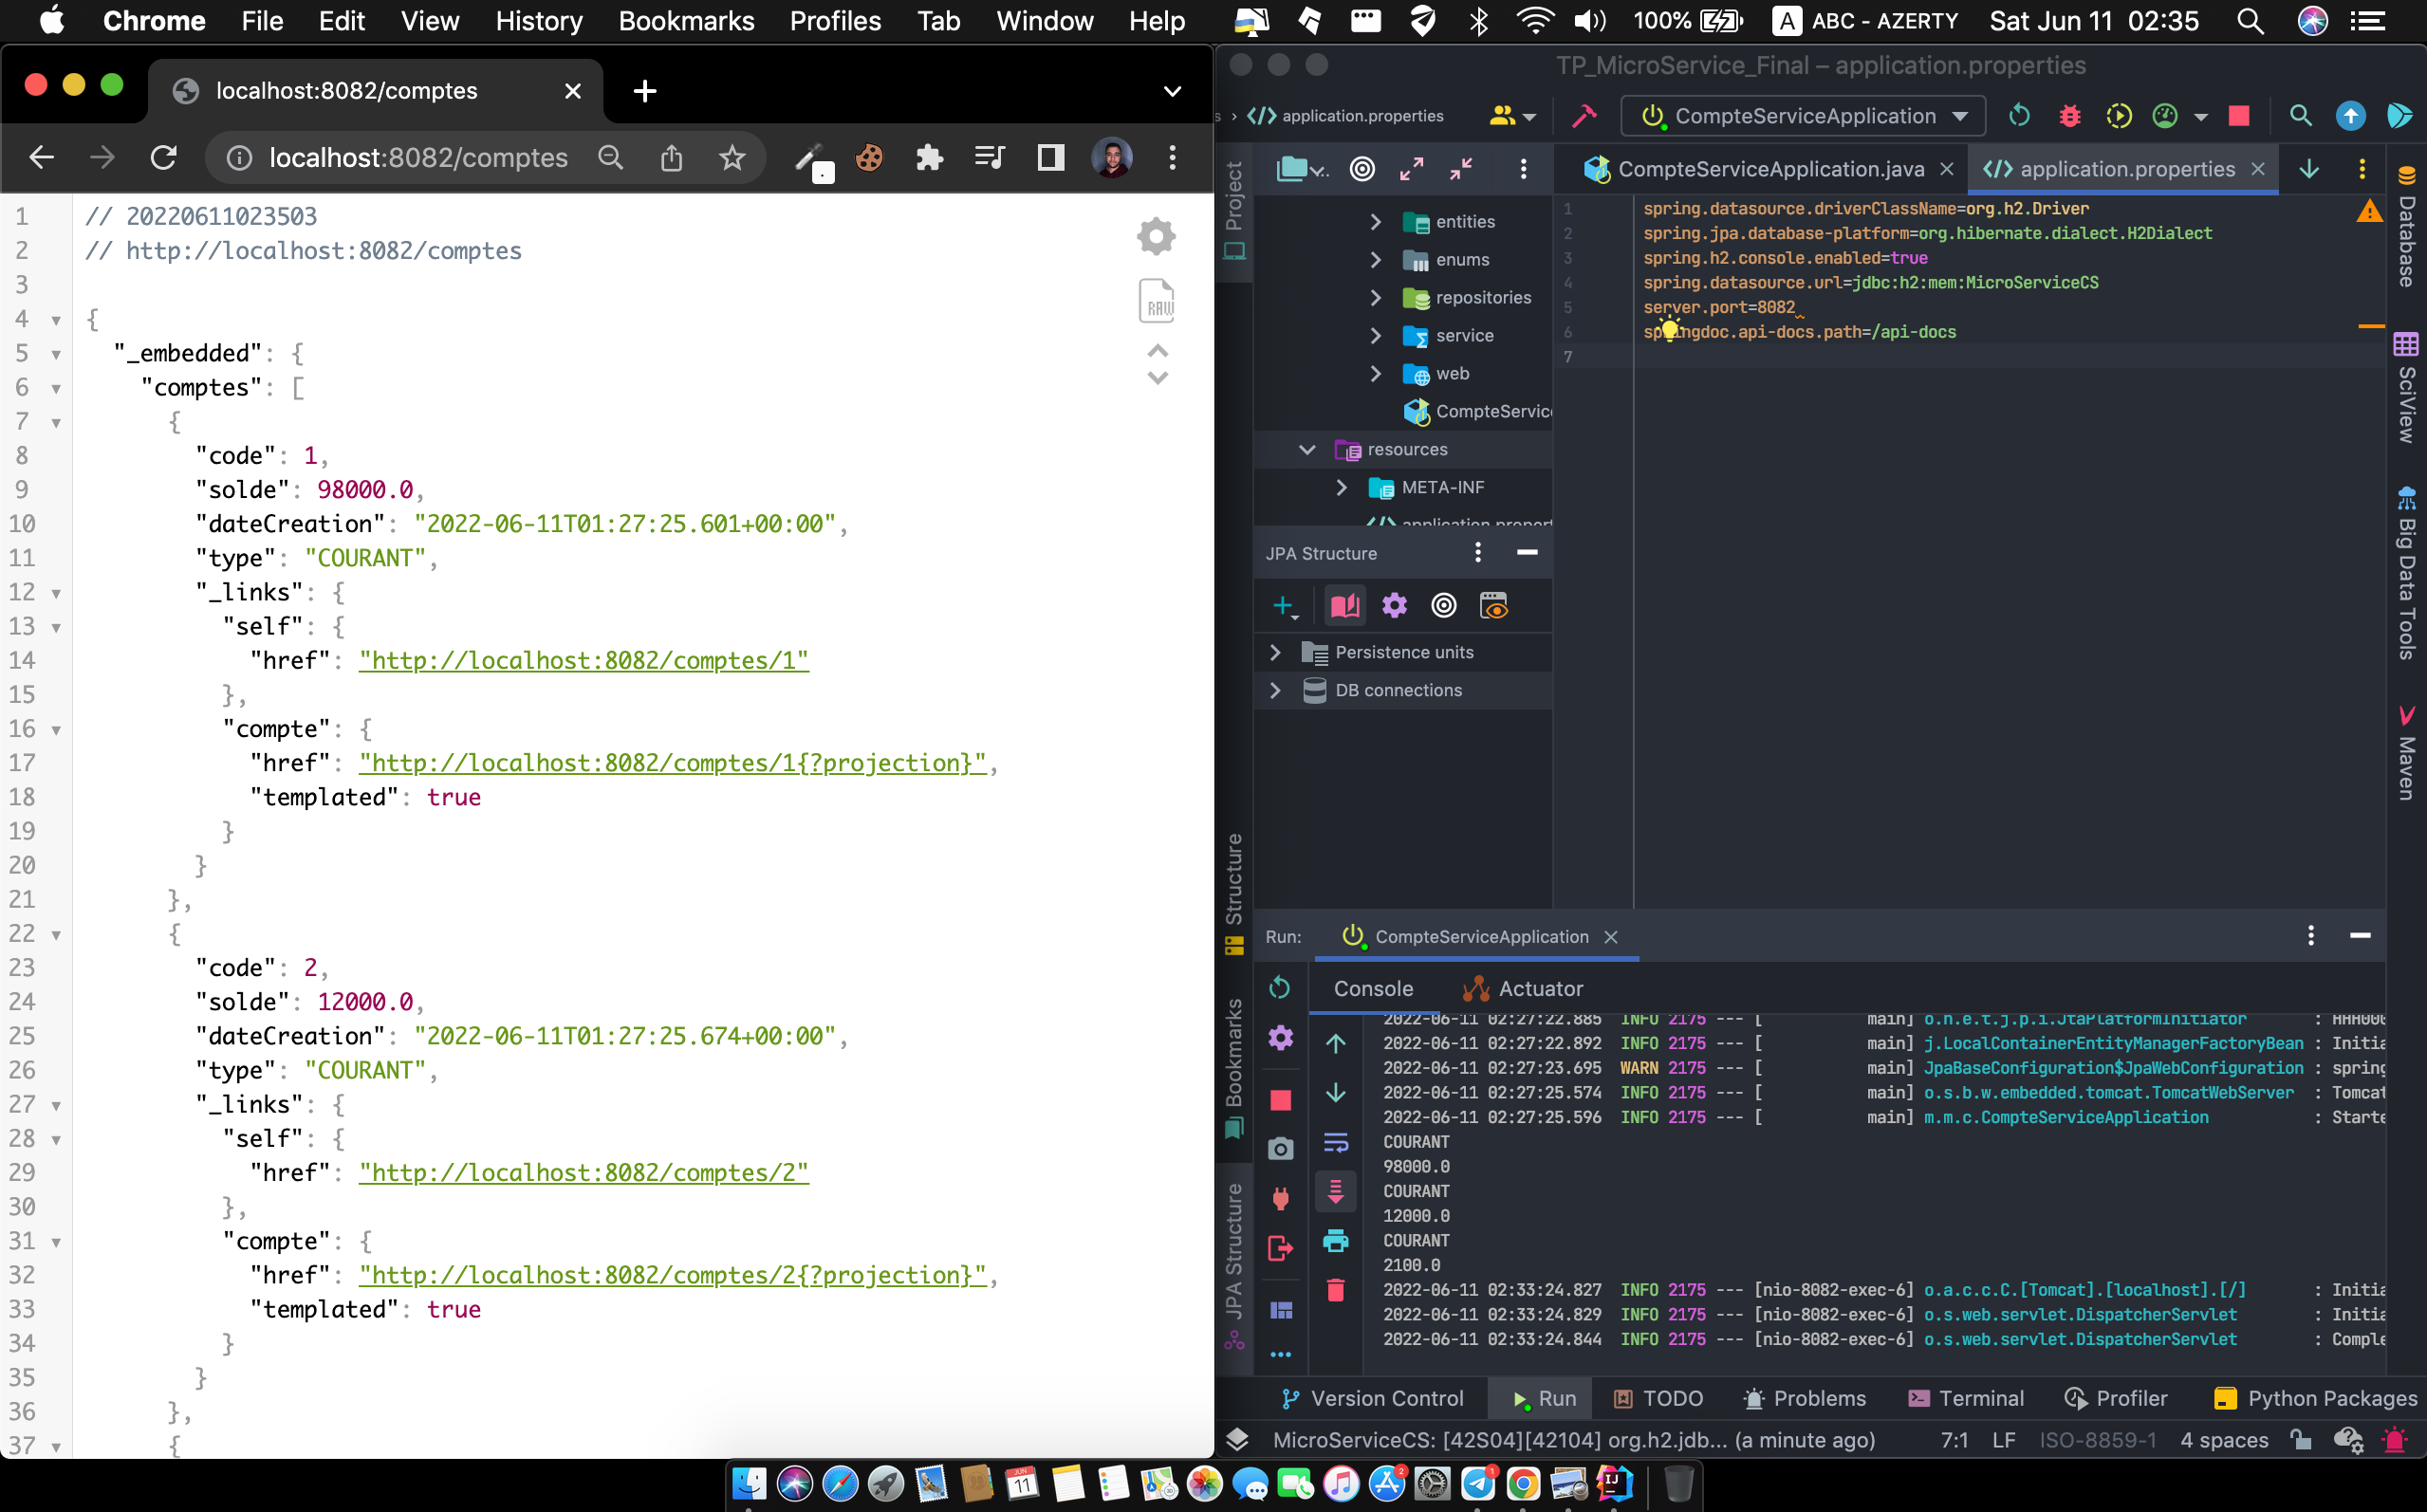 Chrome File Edit View History Bookmarks Profiles Tab Window Help 100% A ABC - AZERTY Sat Jun 11 02:35
localhost:8082/comptes
localhost:8082/comptes
1 // 20220611023503
2 // http://localhost:8082/comptes
3
4 {
5 "_embedded": {
6 "comptes": [
7 {
8 "code": 1,
9 "solde": 98000.0,
10 "dateCreation": "2022-06-11T01:27:25.601+00:00",
11 "type": "COURANT",
12 "_links": {
13 "self": {
14 "href": "http://localhost:8082/comptes/1"
15 },
16 "compte": {
17 "href": "http://localhost:8082/comptes/1{?projection}",
18 "templated": true
19 }
20 }
21 },
22 {
23 "code": 2,
24 "solde": 12000.0,
25 "dateCreation": "2022-06-11T01:27:25.674+00:00",
26 "type": "COURANT",
27 "_links": {
28 "self": {
29 "href": "http://localhost:8082/comptes/2"
30 },
31 "compte": {
32 "href": "http://localhost:8082/comptes/2{?projection}",
33 "templated": true
34 }
35 }
36 },
37 {
RAW
TP_MicroService_Final – application.properties
s › application.properties CompteServiceApplication
CompteServiceApplication.java application.properties
Project
entities
enums
repositories
service
web
CompteServic
resources
META-INF
JPA Structure
Persistence units
DB connections
1 spring.datasource.driverClassName=org.h2.Driver
2 spring.jpa.database-platform=org.hibernate.dialect.H2Dialect
3 spring.h2.console.enabled=true
4 spring.datasource.url=jdbc:h2:mem:MicroServiceCS
5 server.port=8082
6 springdoc.api-docs.path=/api-docs
7
Database
SciView
Big Data Tools
Maven
Structure
Bookmarks
JPA Structure
Run: CompteServiceApplication
Console Actuator
2022-06-11 02:27:22.885 INFO 2175 --- [ main] o.h.e.t.j.p.i.JtaPlatformInitiator : HHH000
2022-06-11 02:27:22.892 INFO 2175 --- [ main] j.LocalContainerEntityManagerFactoryBean : Initia
2022-06-11 02:27:23.695 WARN 2175 --- [ main] JpaBaseConfiguration$JpaWebConfiguration : spring
2022-06-11 02:27:25.574 INFO 2175 --- [ main] o.s.b.w.embedded.tomcat.TomcatWebServer : Tomcat
2022-06-11 02:27:25.596 INFO 2175 --- [ main] m.m.c.CompteServiceApplication : Starte
COURANT
98000.0
COURANT
12000.0
COURANT
2100.0
2022-06-11 02:33:24.827 INFO 2175 --- [nio-8082-exec-6] o.a.c.c.C.[Tomcat].[localhost].[/] : Initia
2022-06-11 02:33:24.829 INFO 2175 --- [nio-8082-exec-6] o.s.web.servlet.DispatcherServlet : Initia
2022-06-11 02:33:24.844 INFO 2175 --- [nio-8082-exec-6] o.s.web.servlet.DispatcherServlet : Comple
Version Control Run TODO Problems Terminal Profiler Python Packages
MicroServiceCS: [42S04][42104] org.h2.jdb... (a minute ago) 7:1 LF ISO-8859-1 4 spaces
JUN 11 2 1 IJ